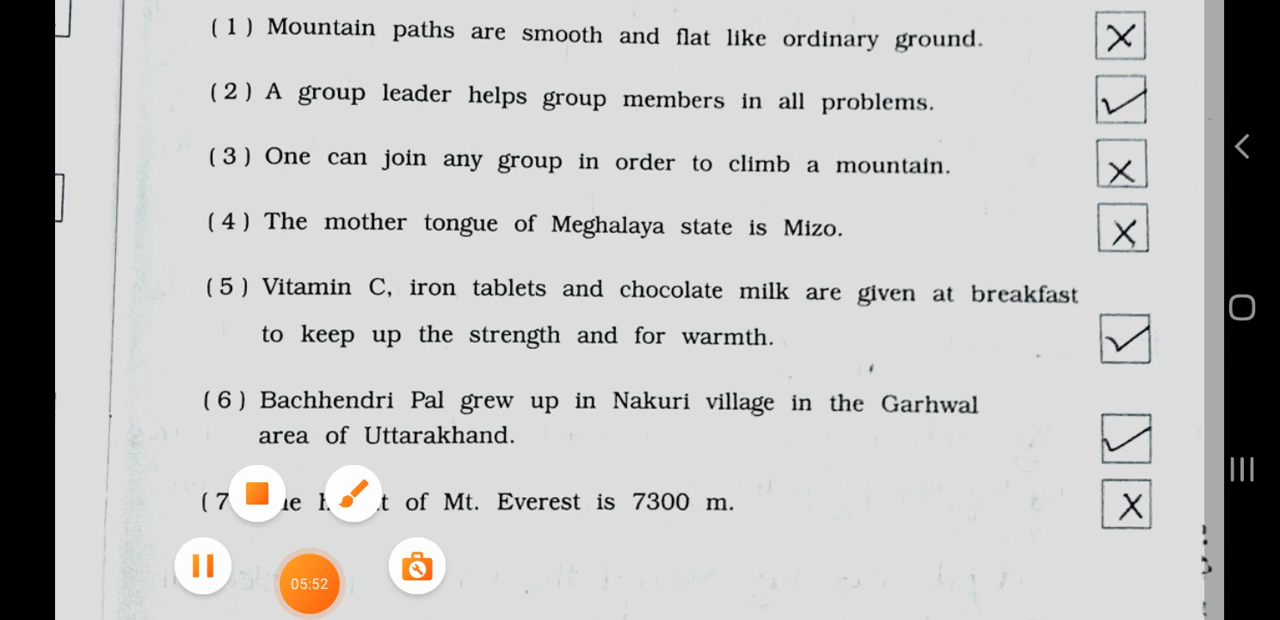 ( 1 ) Mountain paths are smooth and flat like ordinary ground. X
( 2 ) A group leader helps group members in all problems. ✓
( 3 ) One can join any group in order to climb a mountain. X
( 4 ) The mother tongue of Meghalaya state is Mizo. X
( 5 ) Vitamin C, iron tablets and chocolate milk are given at breakfast
to keep up the strength and for warmth. ✓
( 6 ) Bachhendri Pal grew up in Nakuri village in the Garhwal
area of Uttarakhand. ✓
( 7 of Mt. Everest is 7300 m. X
05:52